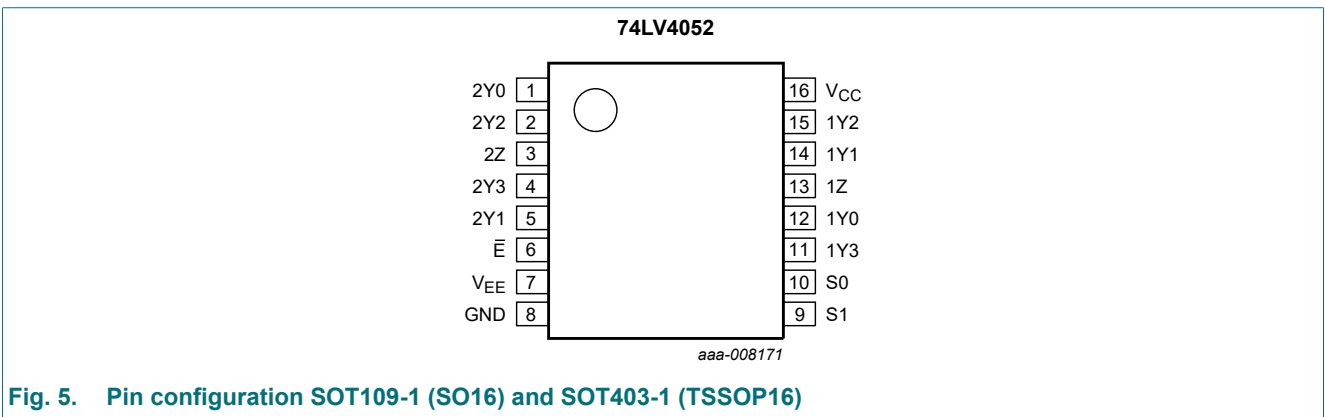 74LV4052
2Y0 1 16 VCC
2Y2 2 15 1Y2
2Z 3 14 1Y1
2Y3 4 13 1Z
2Y1 5 12 1Y0
E̅ 6 11 1Y3
VEE 7 10 S0
GND 8 9 S1
aaa-008171
Fig. 5. Pin configuration SOT109-1 (SO16) and SOT403-1 (TSSOP16)